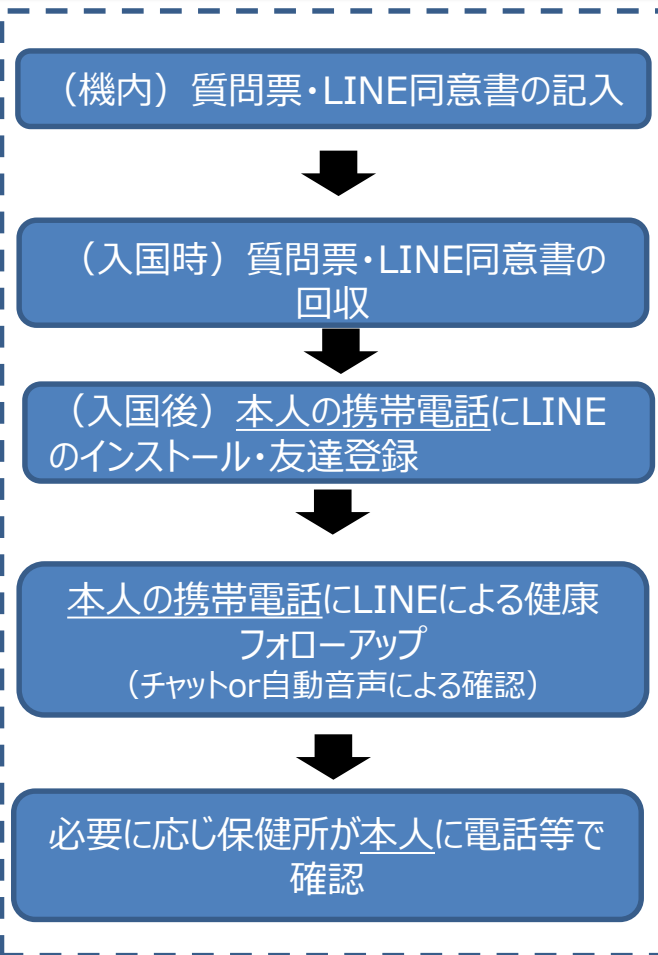 （機内）質問票・LINE同意書の記入
（入国時）質問票・LINE同意書の
回収
（入国後）本人の携帯電話にLINE
のインストール・友達登録
本人の携帯電話にLINEによる健康
フォローアップ
（チャットor自動音声による確認）
必要に応じ保健所が本人に電話等で
確認